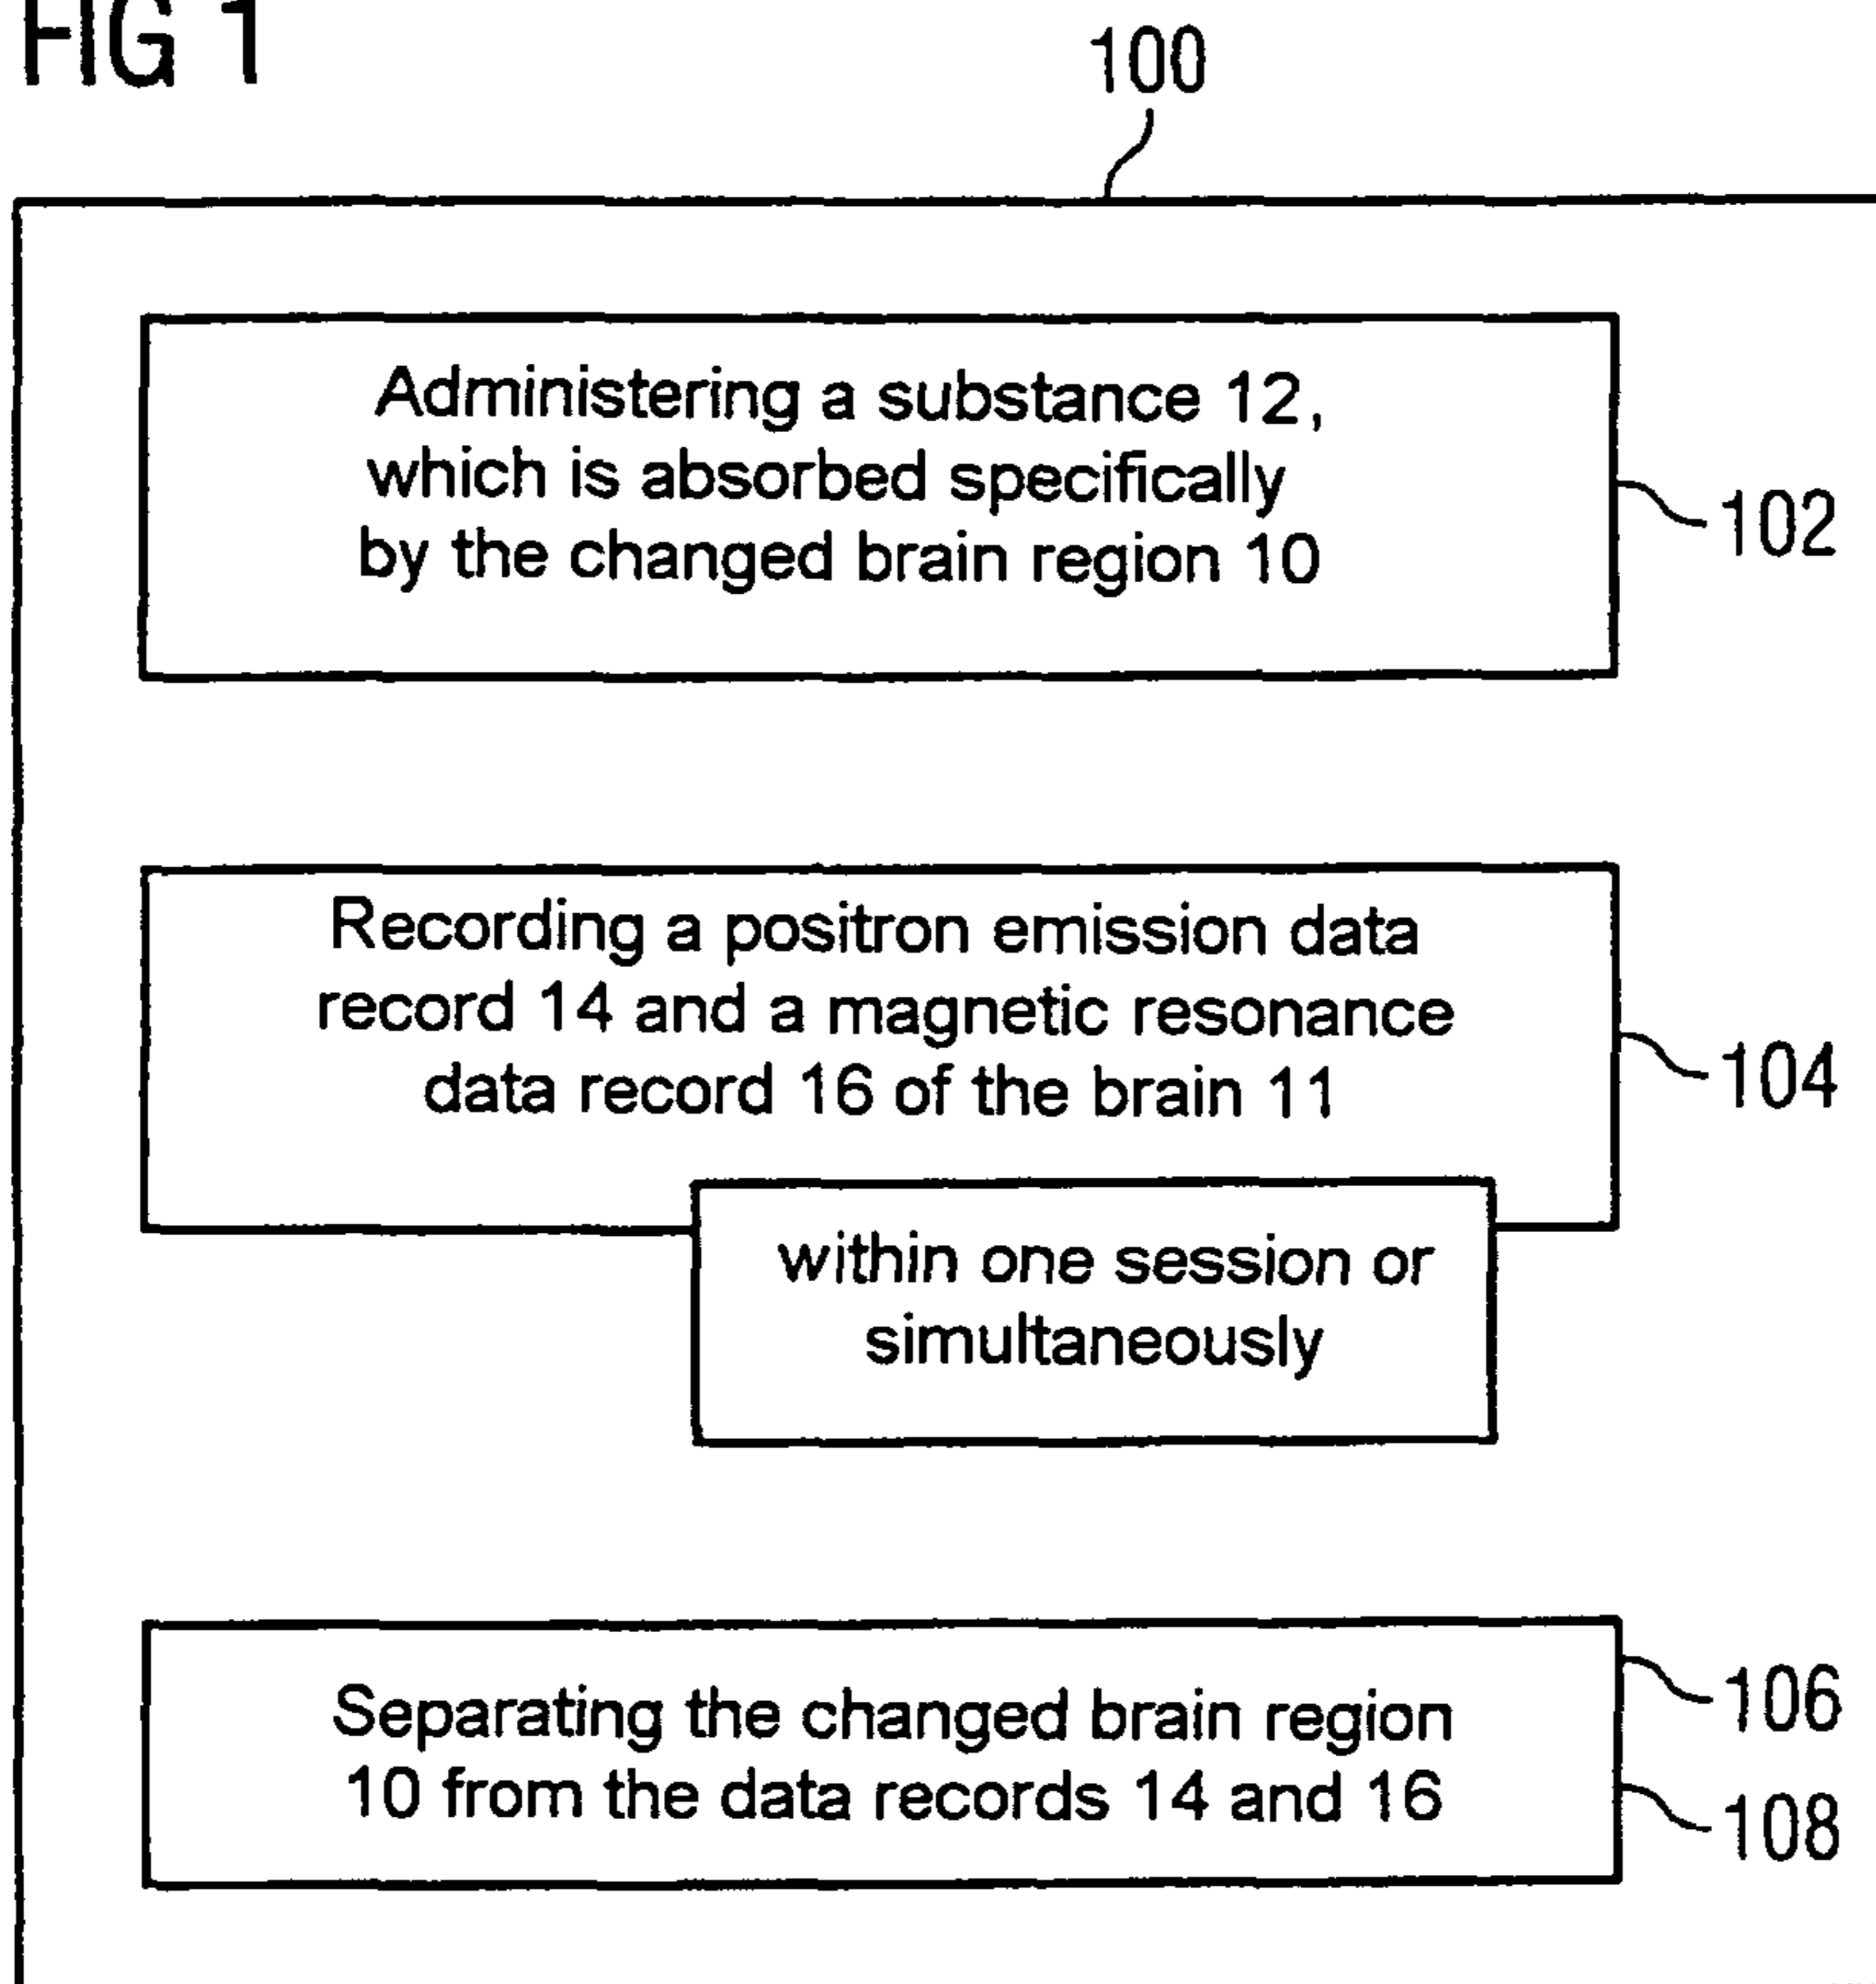 FIG 1
100
Administering a substance 12,
which is absorbed specifically
by the changed brain region 10
102
Recording a positron emission data
record 14 and a magnetic resonance
data record 16 of the brain 11
104
within one session or
simultaneously
Separating the changed brain region
10 from the data records 14 and 16
106
108